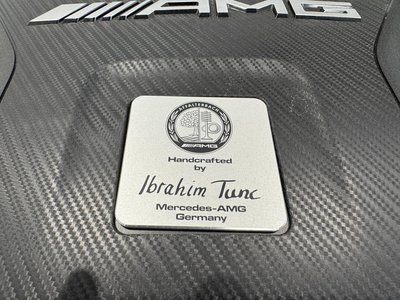 AMG
AFFALTERBACH
AMG
Handcrafted
by
Ibrahim Tunc
Mercedes-AMG
Germany